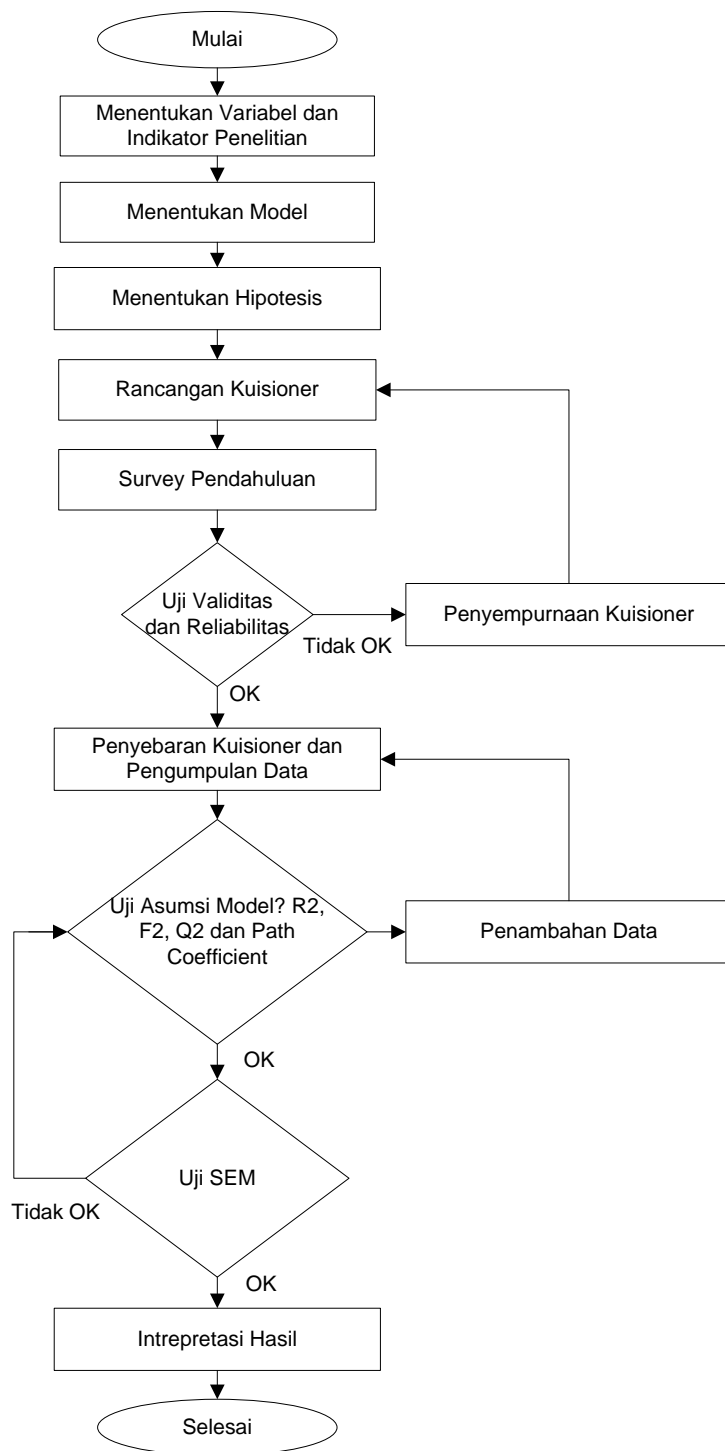 Mulai
Menentukan Variabel dan
Indikator Penelitian
Menentukan Model
Menentukan Hipotesis
Rancangan Kuisioner
Survey Pendahuluan
Uji Validitas
dan Reliabilitas
Tidak OK
Penyempurnaan Kuisioner
OK
Penyebaran Kuisioner dan
Pengumpulan Data
Uji Asumsi Model? R2,
F2, Q2 dan Path
Coefficient
Penambahan Data
OK
Uji SEM
Tidak OK
OK
Intrepretasi Hasil
Selesai